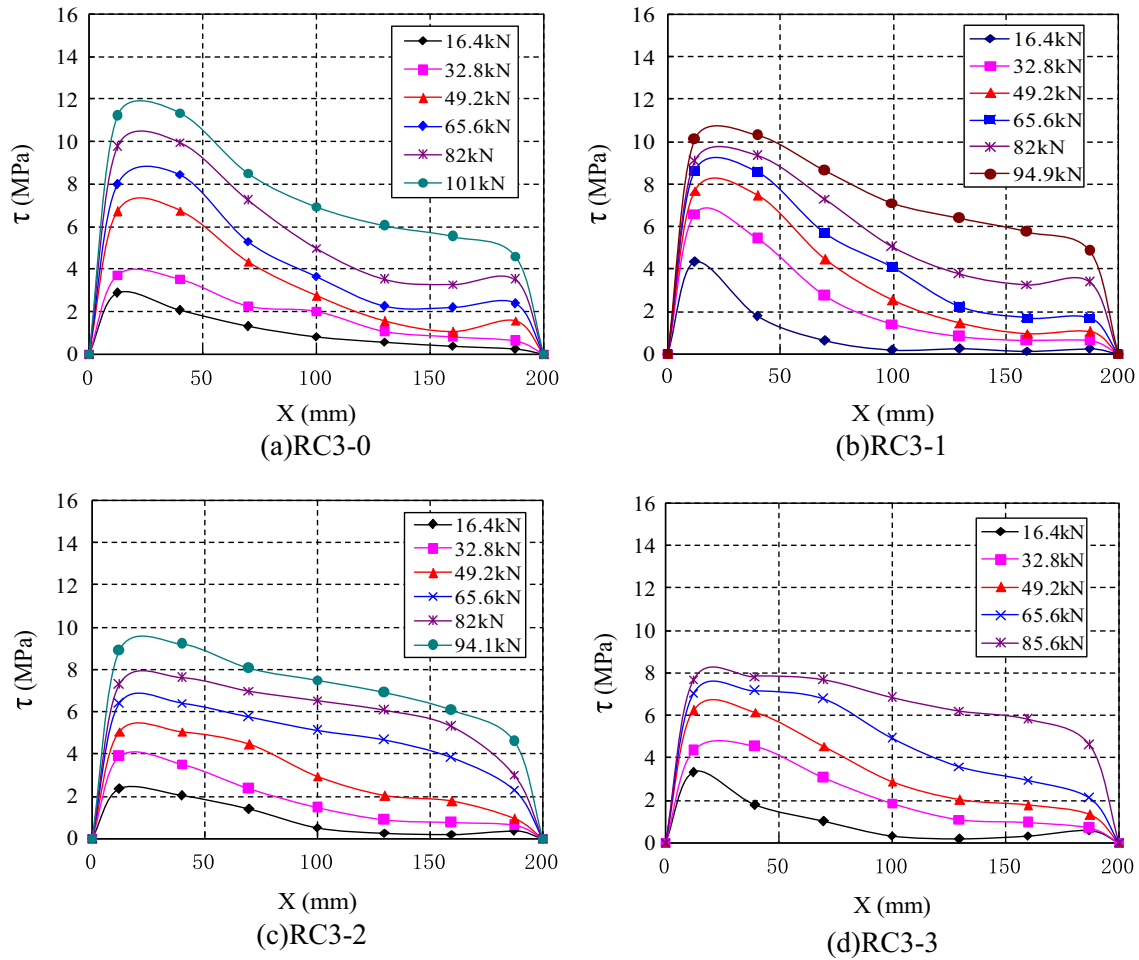 16
14
12
10
8
6
4
2
0
τ (MPa)
16.4kN
32.8kN
49.2kN
65.6kN
82kN
101kN
0 50 100 150 200
X (mm)
(a)RC3-0
16
14
12
10
8
6
4
2
0
τ (MPa)
16.4kN
32.8kN
49.2kN
65.6kN
82kN
94.9kN
0 50 100 150 200
X (mm)
(b)RC3-1
16
14
12
10
8
6
4
2
0
τ (MPa)
16.4kN
32.8kN
49.2kN
65.6kN
82kN
94.1kN
0 50 100 150 200
X (mm)
(c)RC3-2
16
14
12
10
8
6
4
2
0
τ (MPa)
16.4kN
32.8kN
49.2kN
65.6kN
85.6kN
0 50 100 150 200
X (mm)
(d)RC3-3